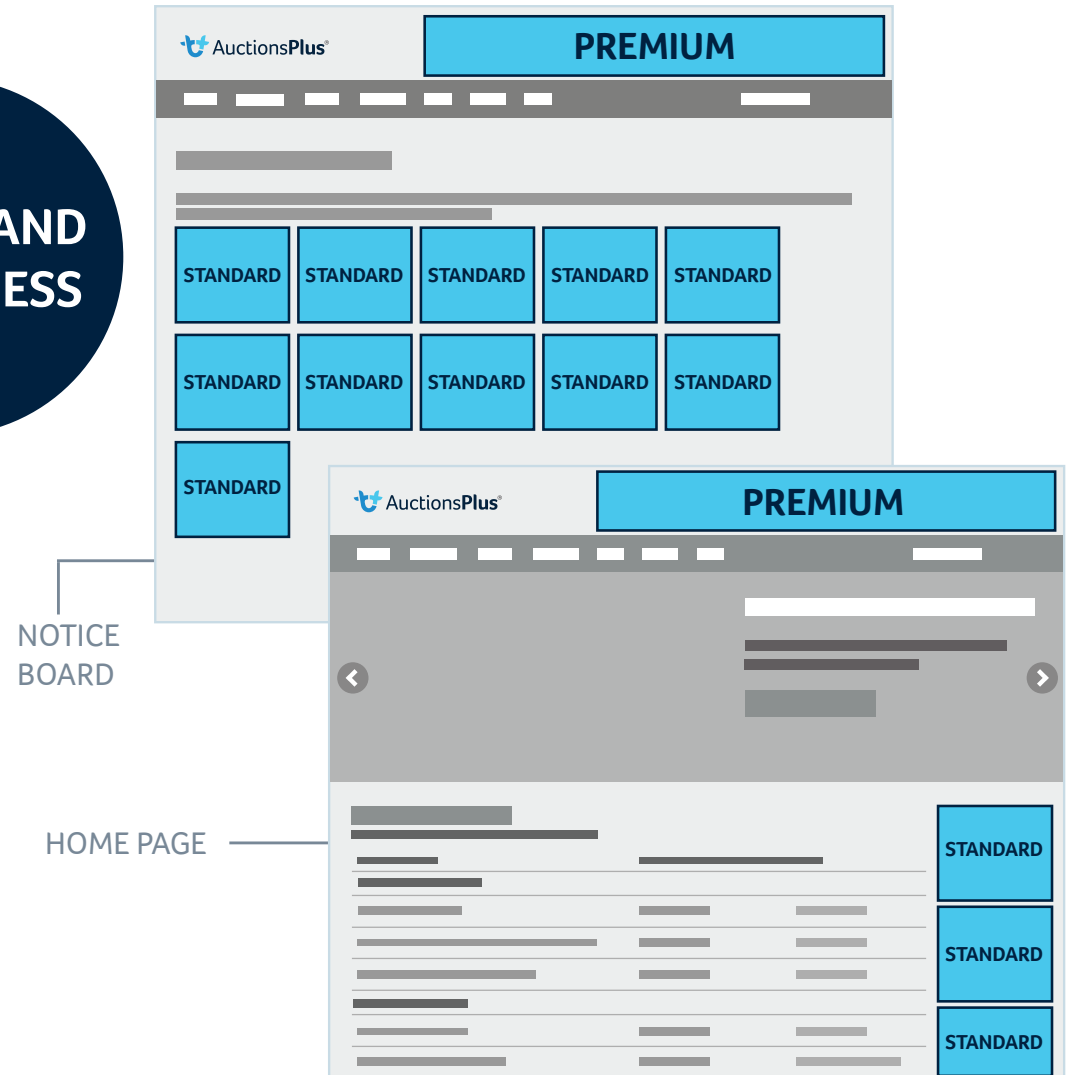 AuctionsPlus®
PREMIUM
AND
ESS
STANDARD STANDARD STANDARD STANDARD STANDARD
STANDARD STANDARD STANDARD STANDARD STANDARD
STANDARD
AuctionsPlus®
PREMIUM
NOTICE
BOARD
HOME PAGE
STANDARD
STANDARD
STANDARD